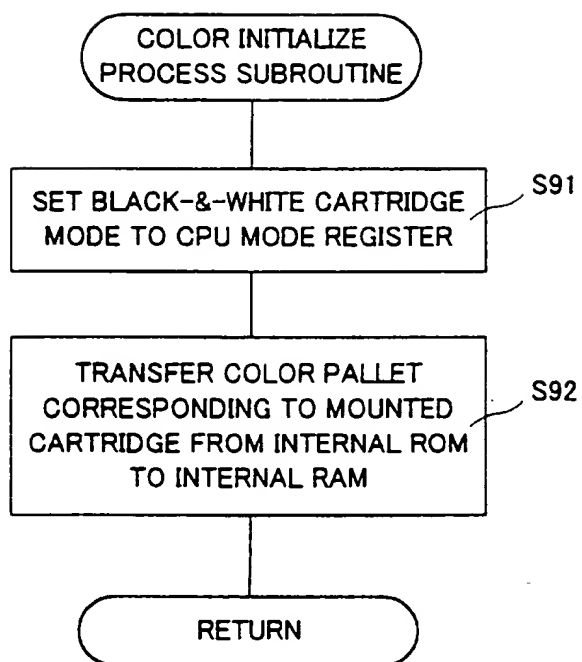 COLOR INITIALIZE
PROCESS SUBROUTINE
SET BLACK-&-WHITE CARTRIDGE
MODE TO CPU MODE REGISTER
S91
TRANSFER COLOR PALLET
CORRESPONDING TO MOUNTED
CARTRIDGE FROM INTERNAL ROM
TO INTERNAL RAM
S92
RETURN